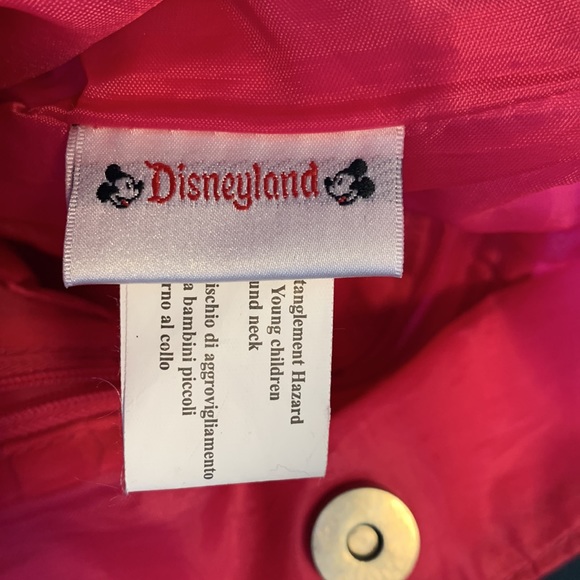 Disneyland
tanglement Hazard
Young children
und neck
ischio di aggrovigliamento
a bambini piccoli
rno al collo